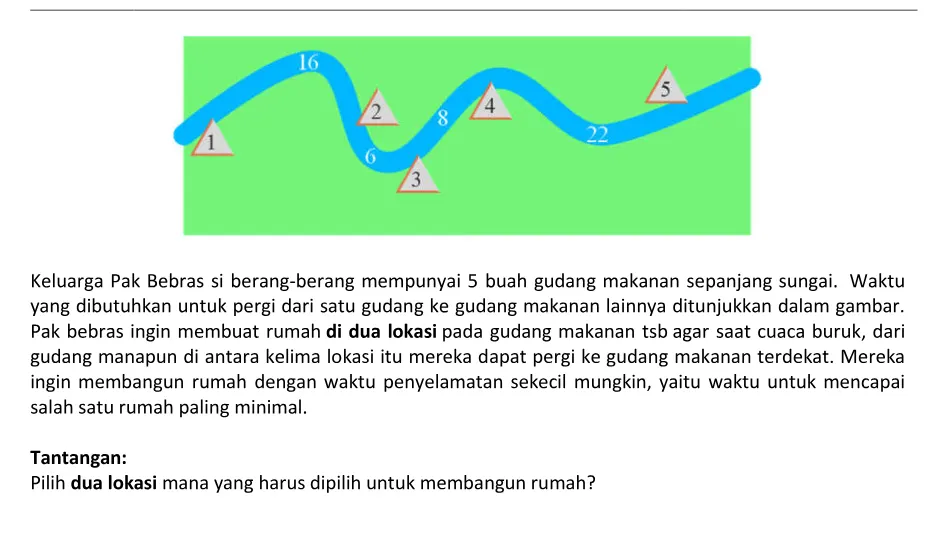 16
5
2
4
8
1
22
6
3
Keluarga Pak Bebras si berang-berang mempunyai 5 buah gudang makanan sepanjang sungai. Waktu
yang dibutuhkan untuk pergi dari satu gudang ke gudang makanan lainnya ditunjukkan dalam gambar.
Pak bebras ingin membuat rumah di dua lokasi pada gudang makanan tsb agar saat cuaca buruk, dari
gudang manapun di antara kelima lokasi itu mereka dapat pergi ke gudang makanan terdekat. Mereka
ingin membangun rumah dengan waktu penyelamatan sekecil mungkin, yaitu waktu untuk mencapai
salah satu rumah paling minimal.
Tantangan:
Pilih dua lokasi mana yang harus dipilih untuk membangun rumah?